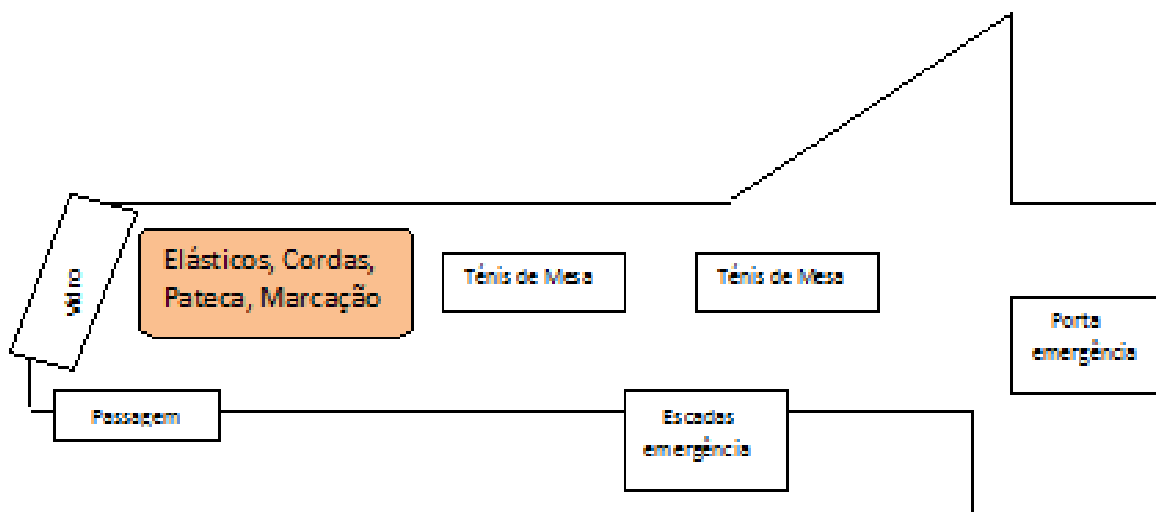 Vidro
Elásticos, Cordas,
Pateca, Marcação
Ténis de Mesa
Ténis de Mesa
Porta
emergência
Passagem
Escadas
emergência